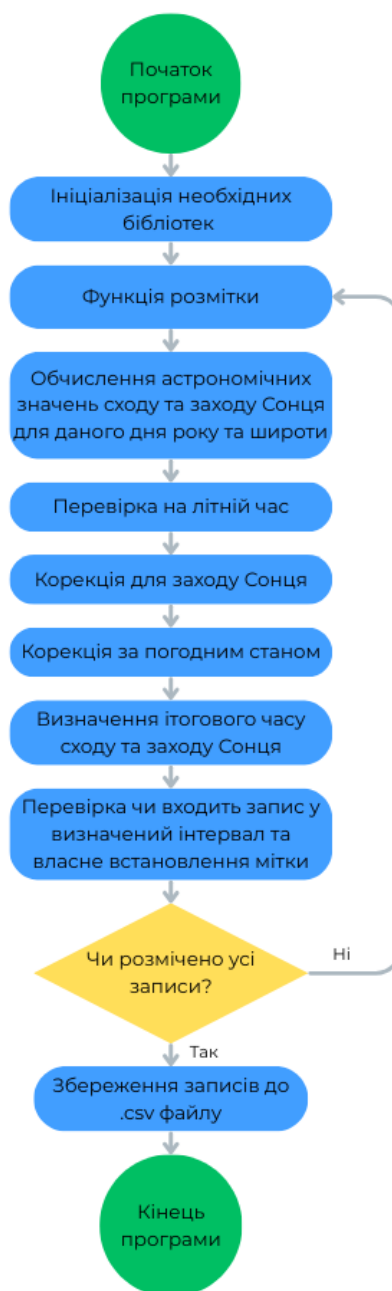 Початок
програми
Ініціалізація необхідних
бібліотек
Функція розмітки
Обчислення астрономічних
значень сходу та заходу Сонця
для даного дня року та широти
Перевірка на літній час
Корекція для заходу Сонця
Корекція за погодним станом
Визначення ітогового часу
сходу та заходу Сонця
Перевірка чи входить запис у
визначений інтервал та
власне встановлення мітки
Чи розмічено усі
записи?
Ні
Так
Збереження записів до
.csv файлу
Кінець
програми